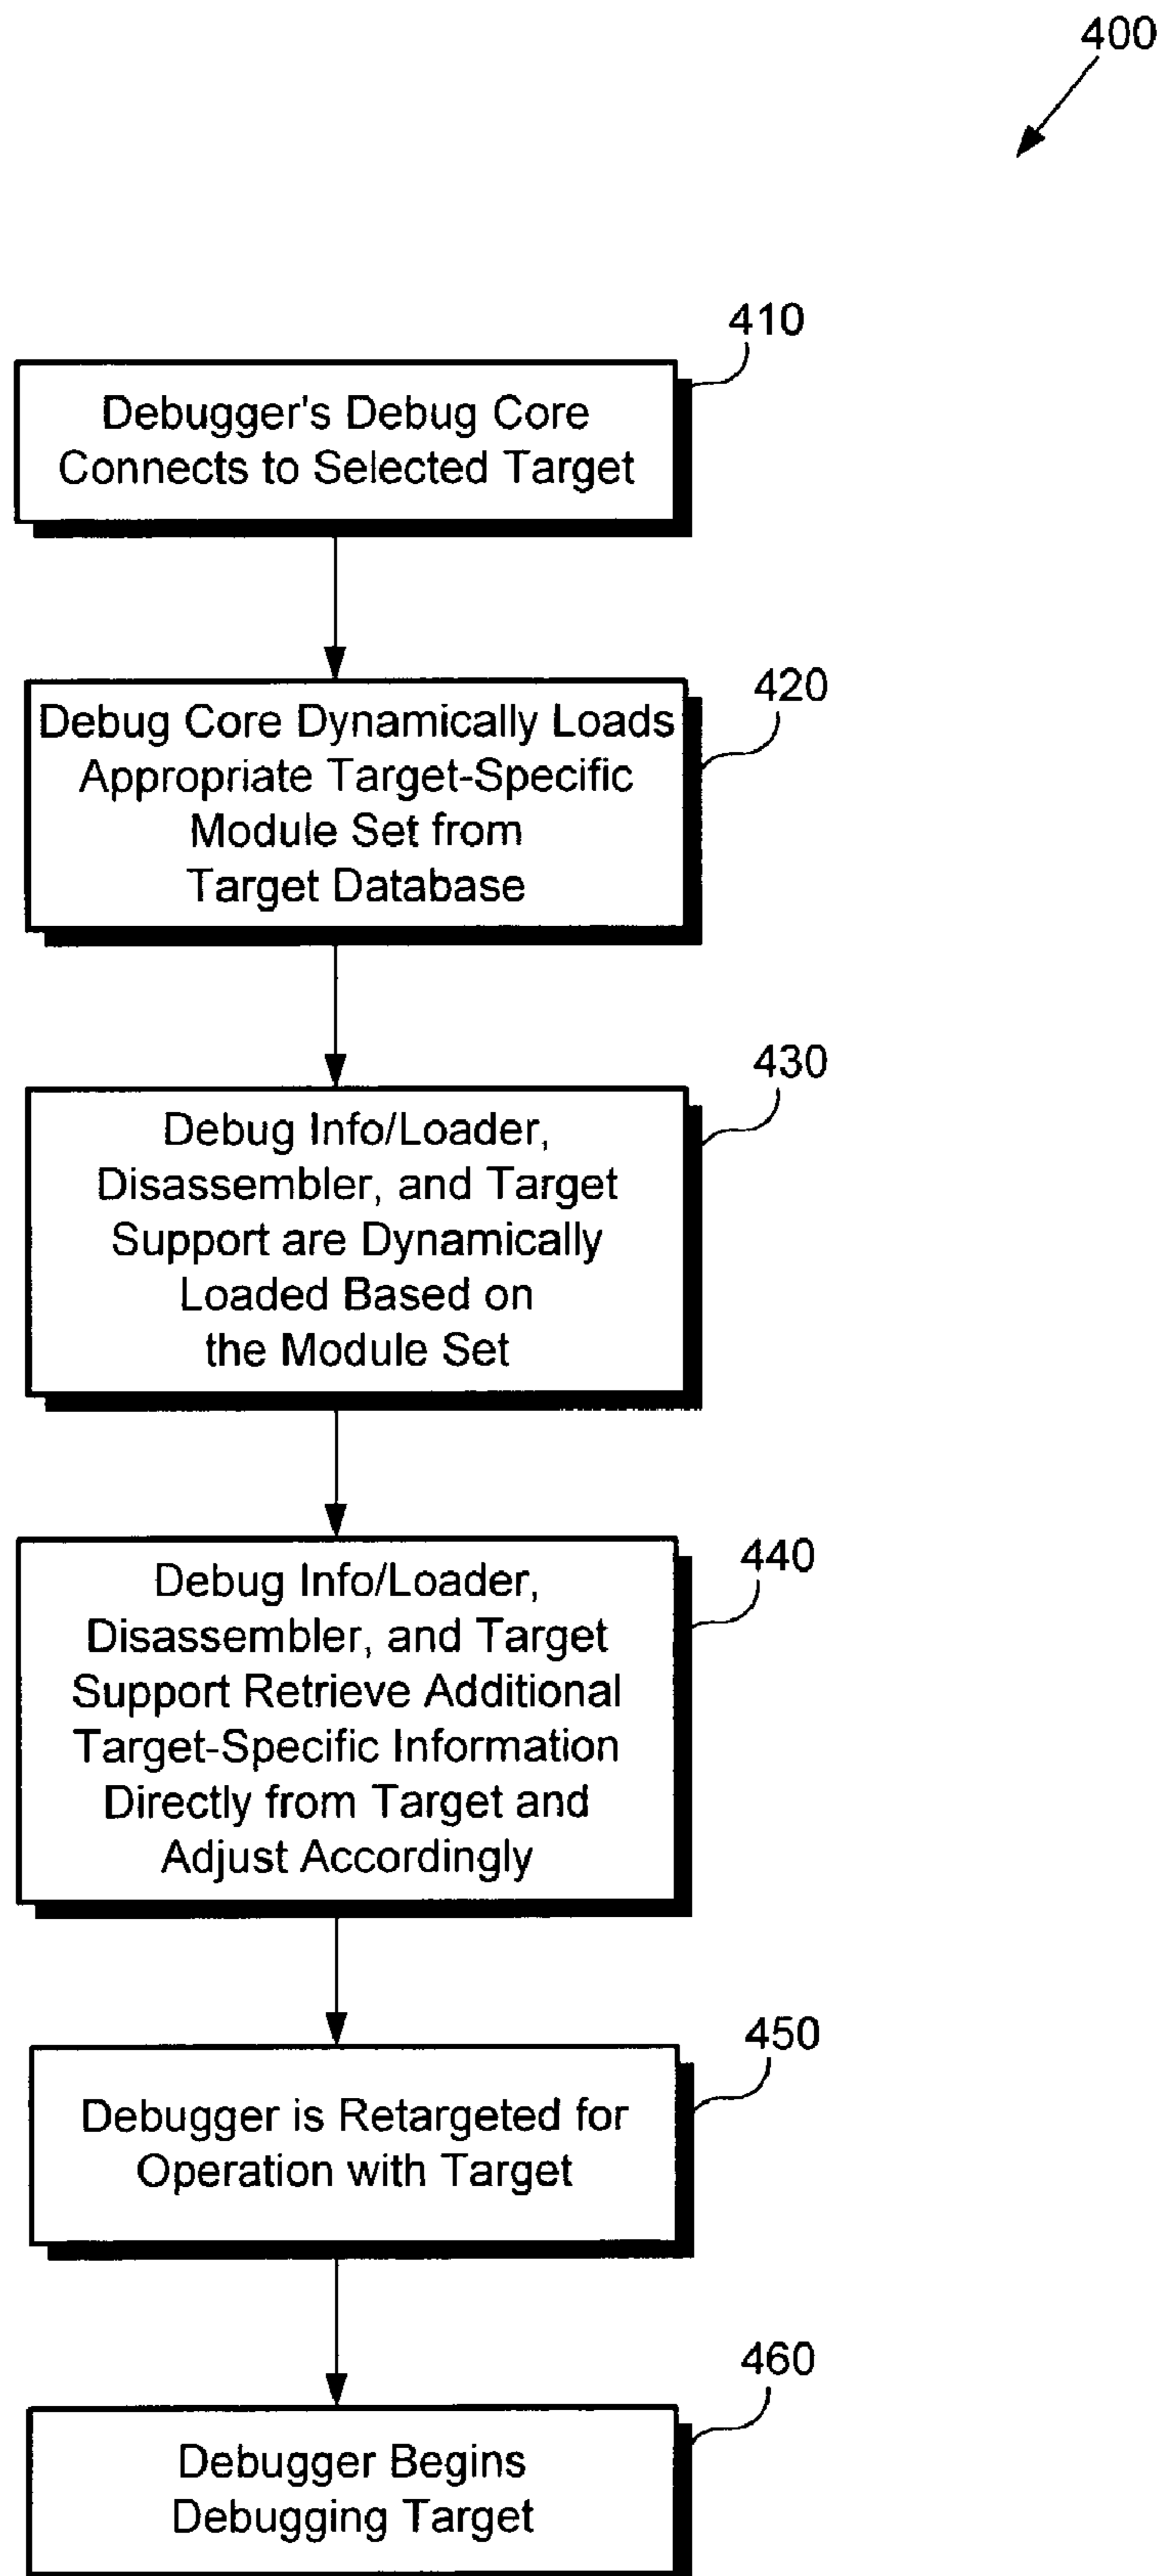 400
410
Debugger's Debug Core
Connects to Selected Target
420
Debug Core Dynamically Loads
Appropriate Target-Specific
Module Set from
Target Database
430
Debug Info/Loader,
Disassembler, and Target
Support are Dynamically
Loaded Based on
the Module Set
440
Debug Info/Loader,
Disassembler, and Target
Support Retrieve Additional
Target-Specific Information
Directly from Target and
Adjust Accordingly
450
Debugger is Retargeted for
Operation with Target
460
Debugger Begins
Debugging Target